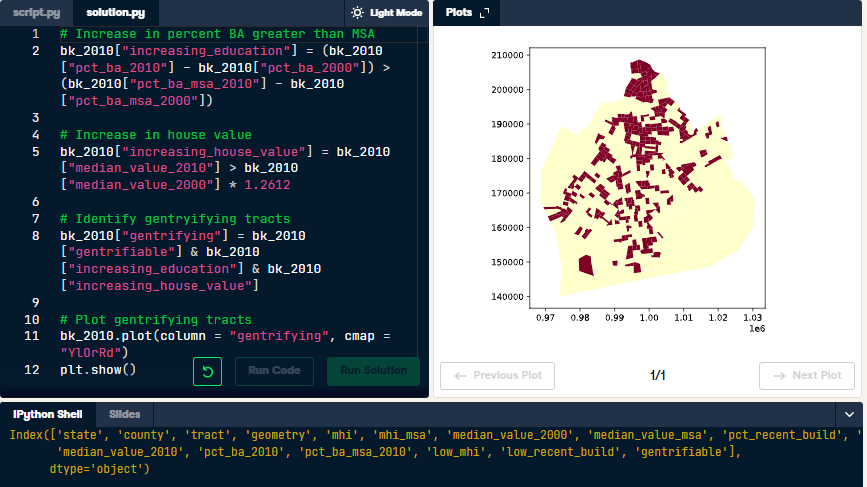 script.py solution.py Light Mode Plots
1 # Increase in percent BA greater than MSA
2 bk_2010["increasing_education"] = (bk_2010
["pct_ba_2010"] - bk_2010["pct_ba_2000"]) >
(bk_2010["pct_ba_msa_2010"] - bk_2010
["pct_ba_msa_2000"])
3
4 # Increase in house value
5 bk_2010["increasing_house_value"] = bk_2010
["median_value_2010"] > bk_2010
["median_value_2000"] * 1.2612
6
7 # Identify gentryifying tracts
8 bk_2010["gentrifying"] = bk_2010
["gentrifiable"] & bk_2010
["increasing_education"] & bk_2010
["increasing_house_value"]
9
10 # Plot gentrifying tracts
11 bk_2010.plot(column = "gentrifying", cmap =
"YlOrRd")
12 plt.show()
Run Code Run Solution
210000
200000
190000
180000
170000
160000
150000
140000
0.97 0.98 0.99 1.00 1.01 1.02 1.03
1e6
Previous Plot 1/1 Next Plot
IPython Shell Slides
Index(['state', 'county', 'tract', 'geometry', 'mhi', 'mhi_msa', 'median_value_2000', 'median_value_msa', 'pct_recent_build', '
'median_value_2010', 'pct_ba_2010', 'pct_ba_msa_2010', 'low_mhi', 'low_recent_build', 'gentrifiable'],
dtype='object')